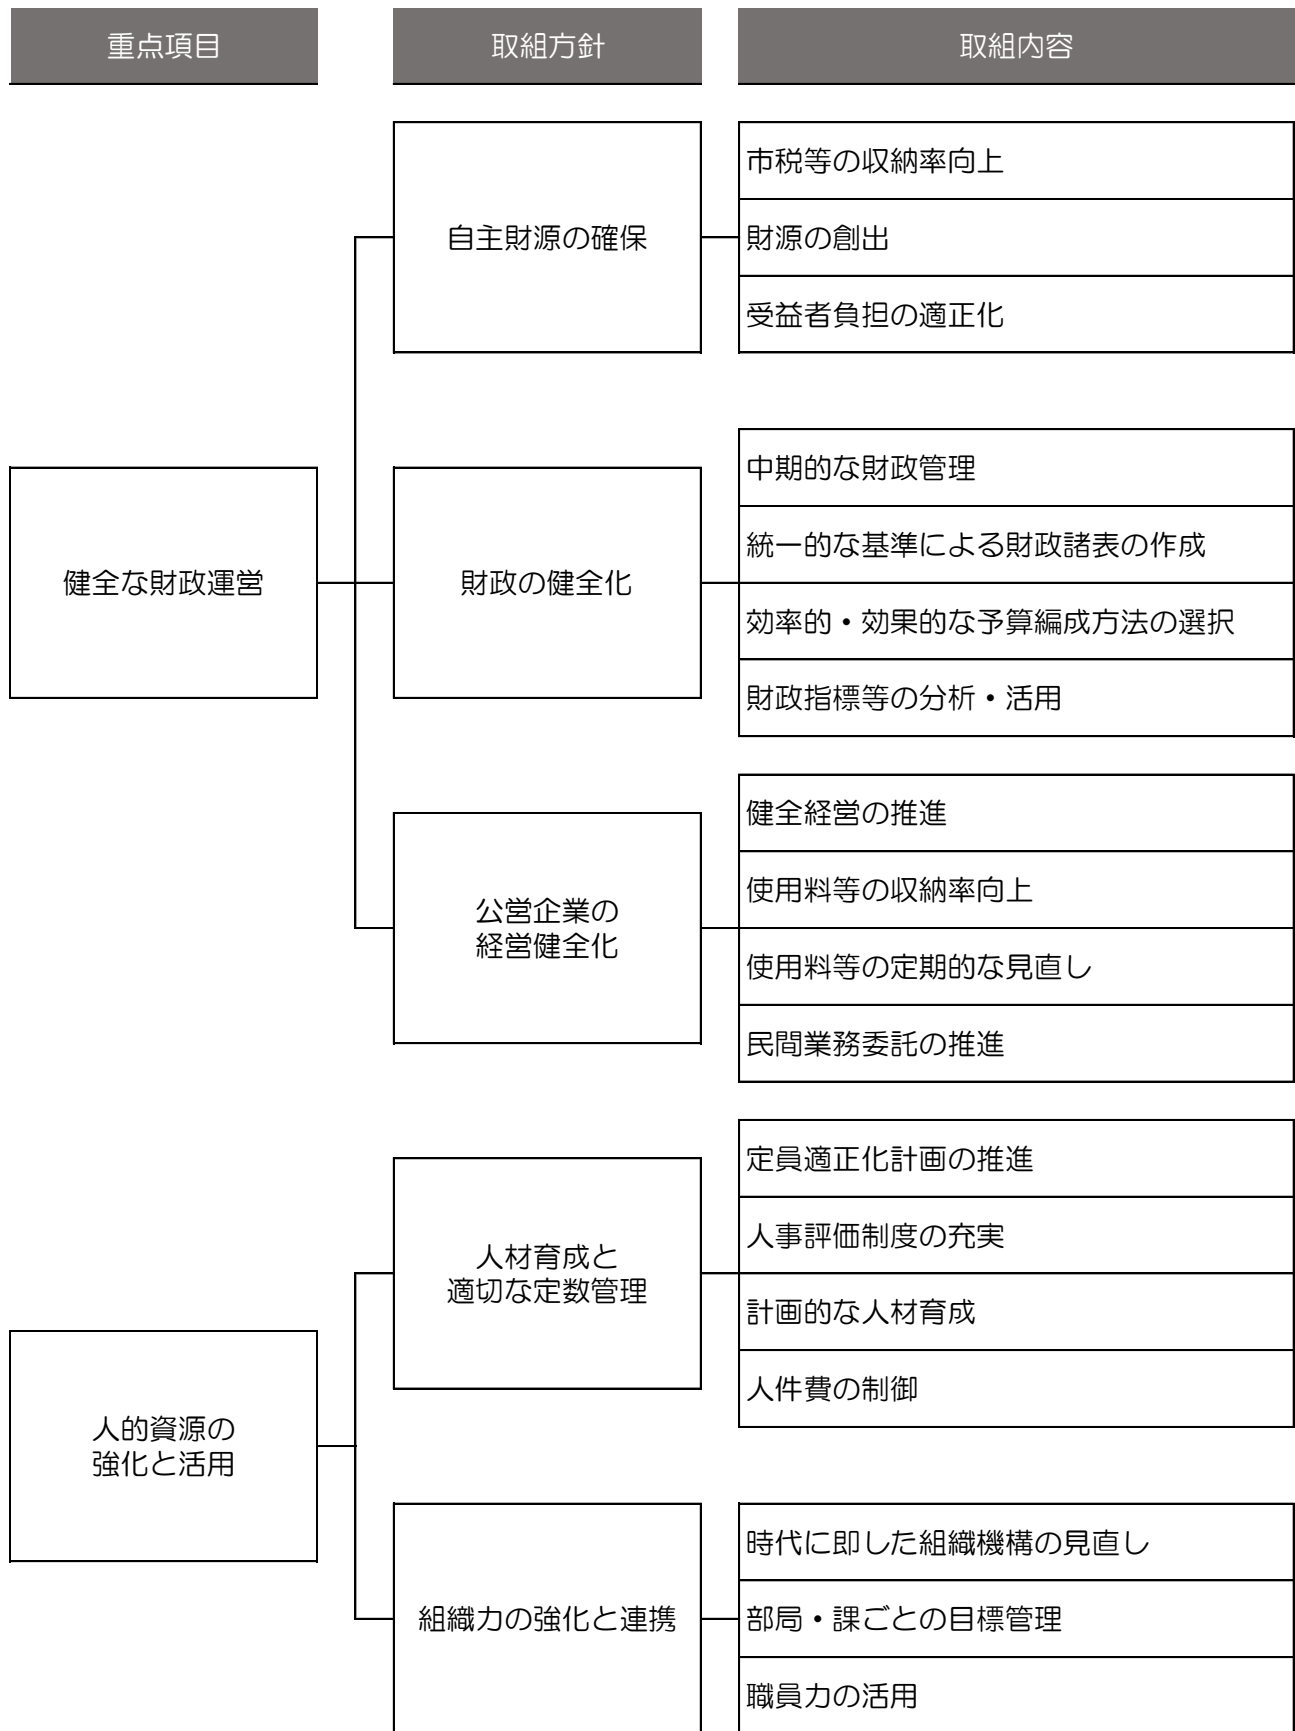 重点項目
取組方針
取組内容
自主財源の確保
市税等の収納率向上
財源の創出
受益者負担の適正化
健全な財政運営
財政の健全化
中期的な財政管理
統一的な基準による財政諸表の作成
効率的・効果的な予算編成方法の選択
財政指標等の分析・活用
公営企業の
経営健全化
健全経営の推進
使用料等の収納率向上
使用料等の定期的な見直し
民間業務委託の推進
人的資源の
強化と活用
人材育成と
適切な定数管理
定員適正化計画の推進
人事評価制度の充実
計画的な人材育成
人件費の制御
組織力の強化と連携
時代に即した組織機構の見直し
部局・課ごとの目標管理
職員力の活用